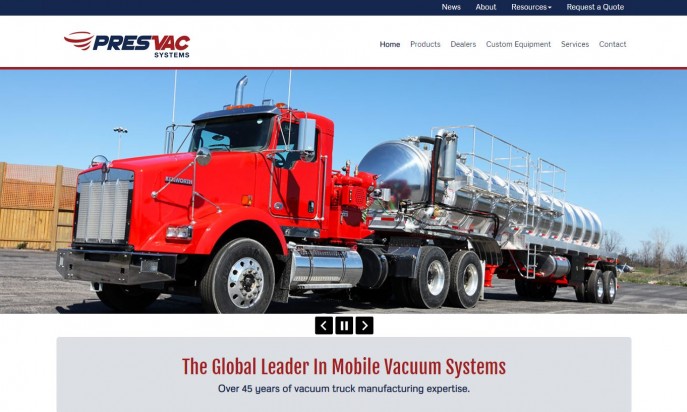 News About Resources Request a Quote
PRESVAC
SYSTEMS
Home Products Dealers Custom Equipment Services Contact
KENWORTH
The Global Leader In Mobile Vacuum Systems
Over 45 years of vacuum truck manufacturing expertise.